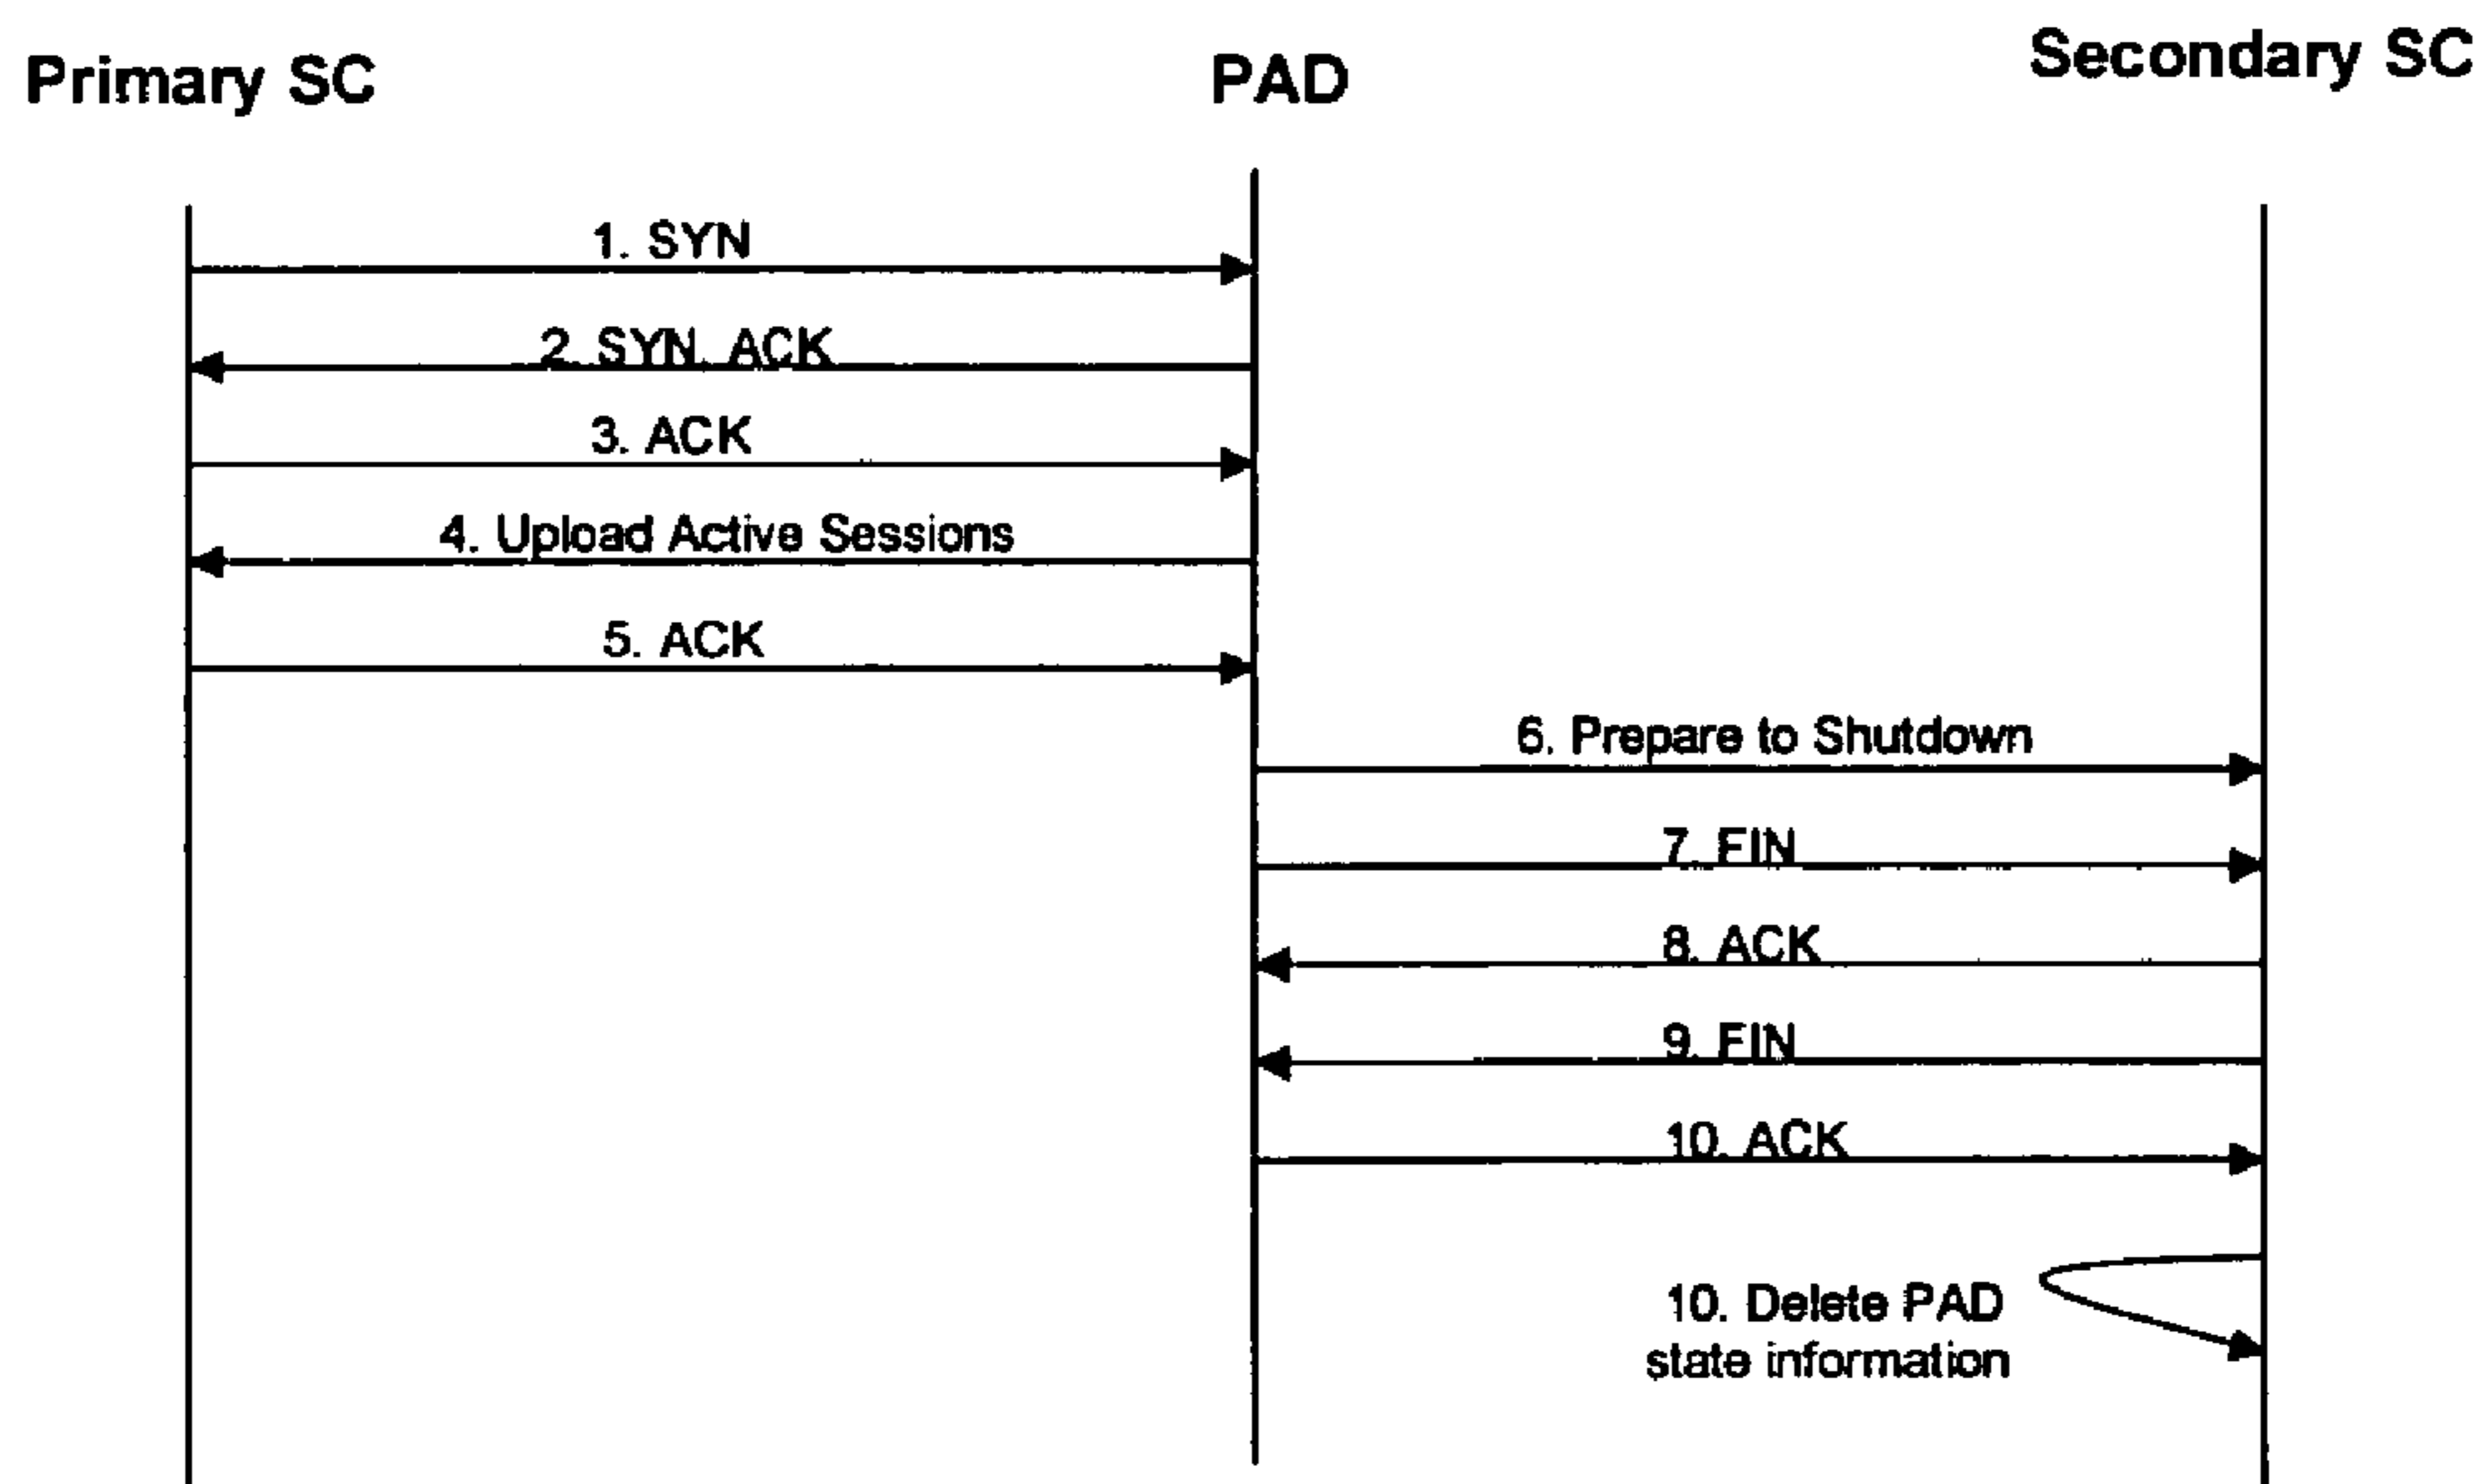 Primary SC
PAD
Secondary SC
1. SYN
2. SYN, ACK
3. ACK
4. Upload Active Sessions
5. ACK
6. Prepare to Shutdown
7. FIN
8. ACK
9. FIN
10. ACK
10. Delete PAD
state information